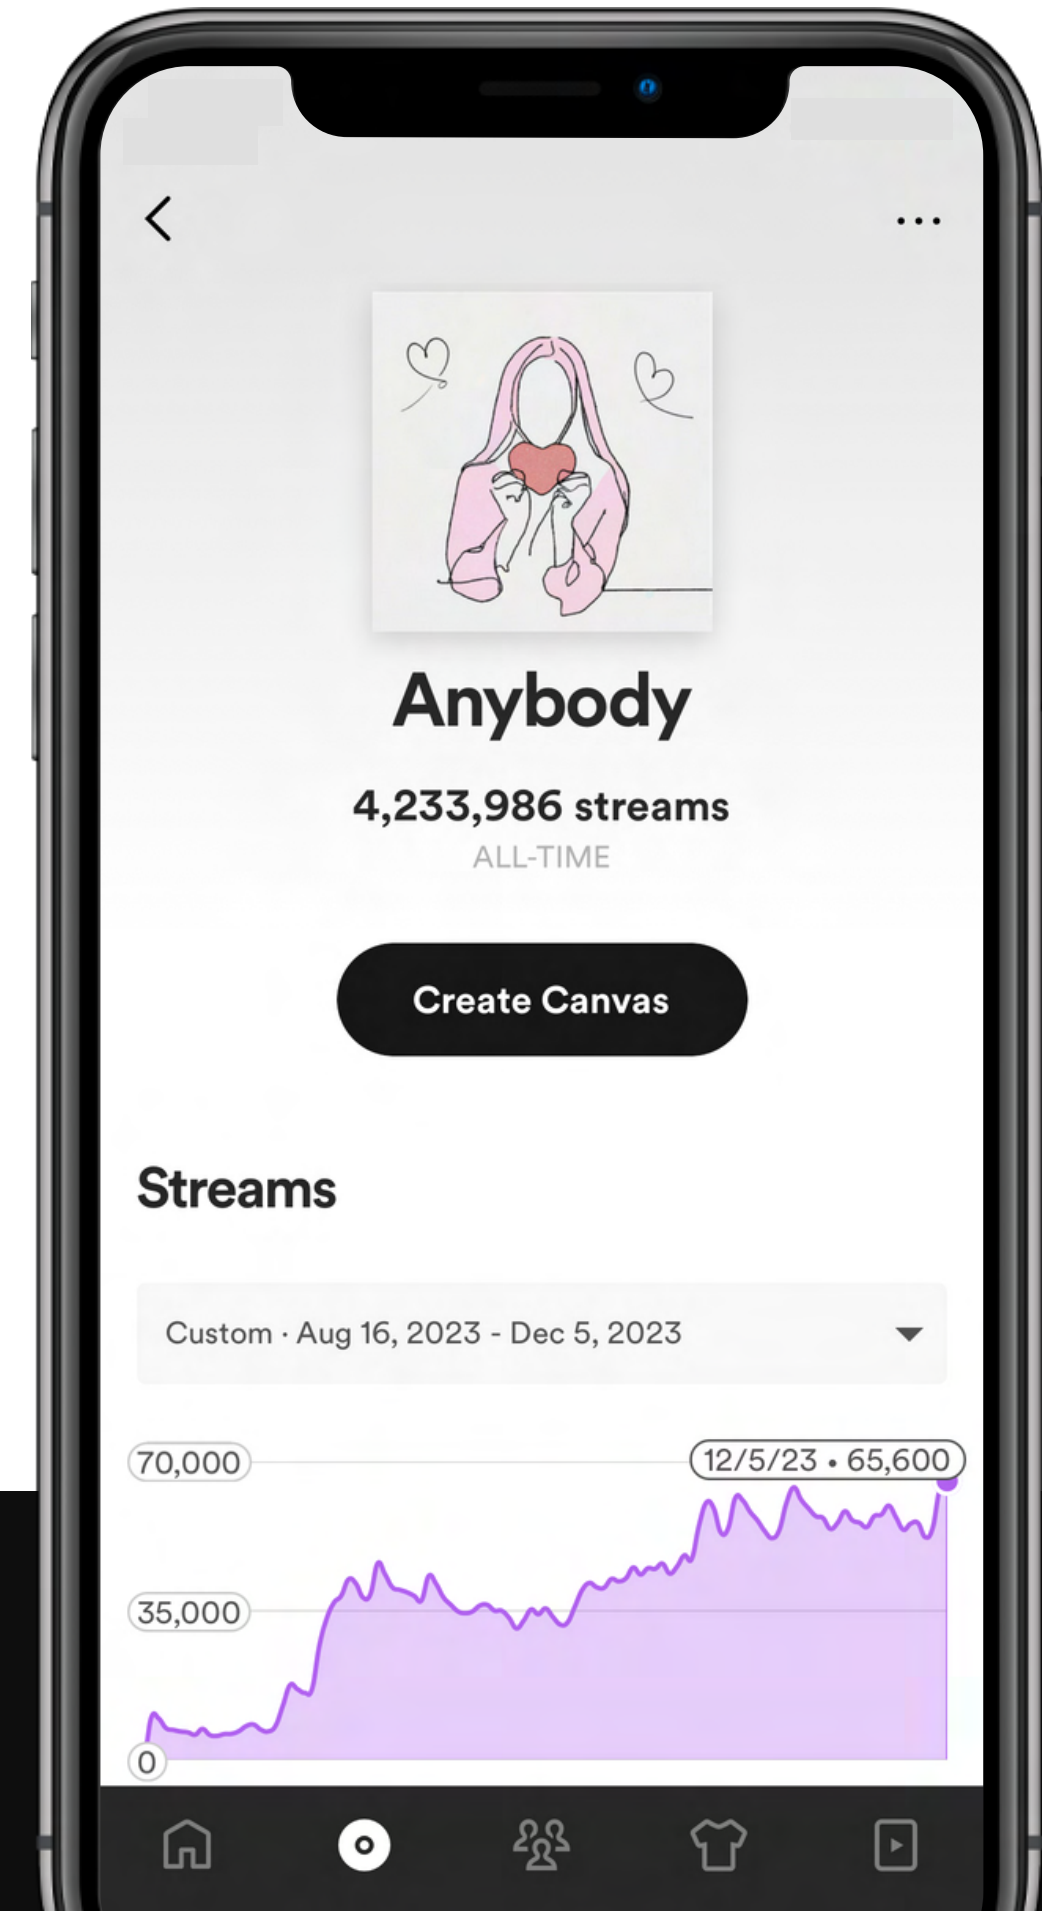 Anybody
4,233,986 streams
ALL-TIME
Create Canvas
Streams
Custom · Aug 16, 2023 - Dec 5, 2023
70,000
12/5/23 • 65,600
35,000
0